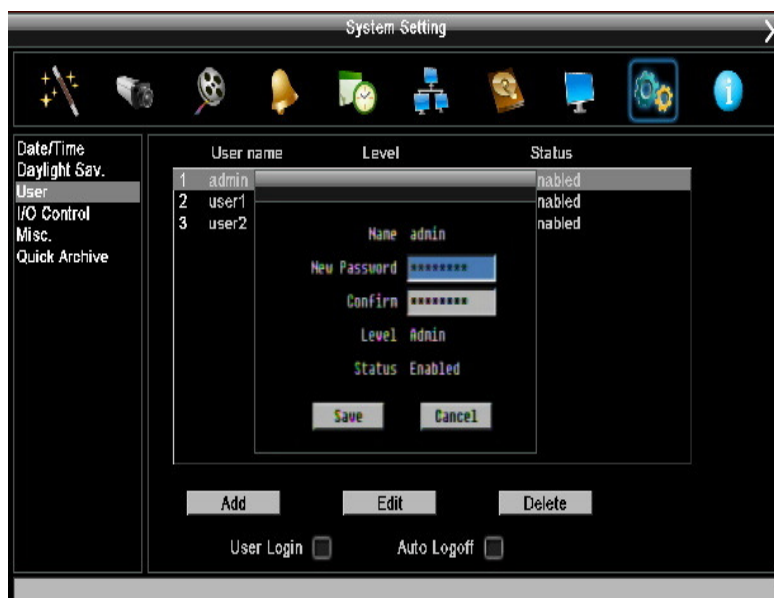 System Setting
Date/Time
Daylight Sav.
User
I/O Control
Misc.
Quick Archive
User name Level Status
1 admin nabled
2 user1 nabled
3 user2 nabled
Name admin
New Password ********
Confirm ********
Level Admin
Status Enabled
Save Cancel
Add Edit Delete
User Login Auto Logoff